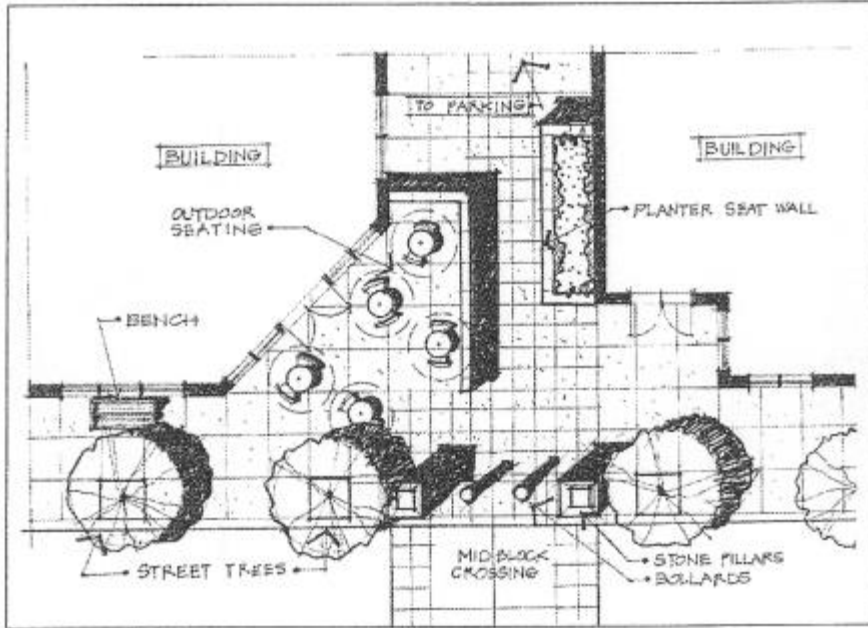 TO PARKING
BUILDING
BUILDING
OUTDOOR
SEATING
PLANTER SEAT WALL
BENCH
MID BLOCK
CROSSING
STREET TREES
STONE PILLARS
BOLLARDS